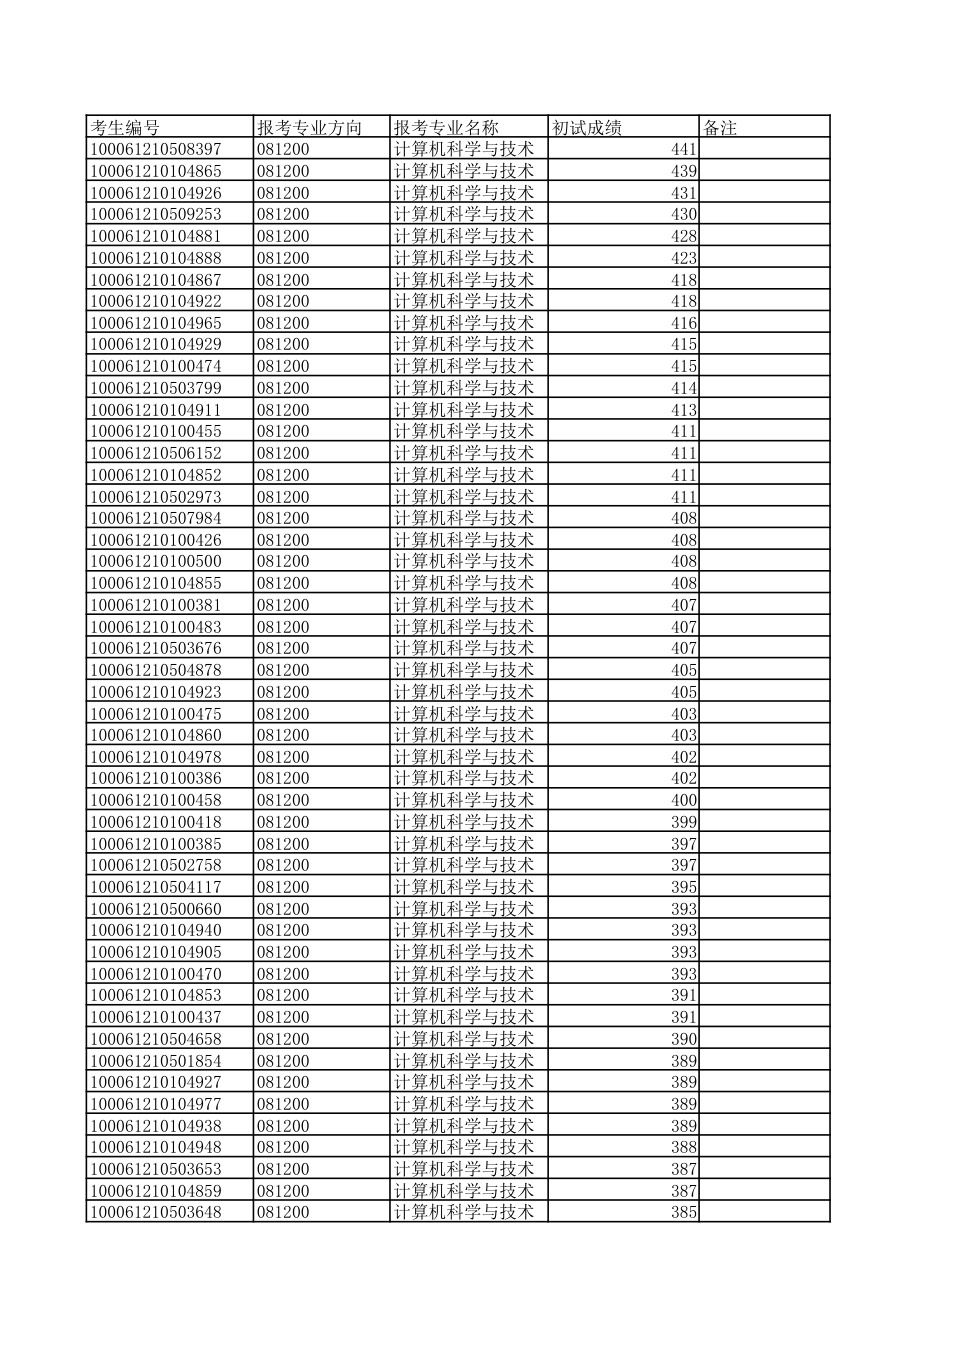 考生编号 报考专业方向 报考专业名称 初试成绩 备注
100061210508397 081200 计算机科学与技术 441
100061210104865 081200 计算机科学与技术 439
100061210104926 081200 计算机科学与技术 431
100061210509253 081200 计算机科学与技术 430
100061210104881 081200 计算机科学与技术 428
100061210104888 081200 计算机科学与技术 423
100061210104867 081200 计算机科学与技术 418
100061210104922 081200 计算机科学与技术 418
100061210104965 081200 计算机科学与技术 416
100061210104929 081200 计算机科学与技术 415
100061210100474 081200 计算机科学与技术 415
100061210503799 081200 计算机科学与技术 414
100061210104911 081200 计算机科学与技术 413
100061210100455 081200 计算机科学与技术 411
100061210506152 081200 计算机科学与技术 411
100061210104852 081200 计算机科学与技术 411
100061210502973 081200 计算机科学与技术 411
100061210507984 081200 计算机科学与技术 408
100061210100426 081200 计算机科学与技术 408
100061210100500 081200 计算机科学与技术 408
100061210104855 081200 计算机科学与技术 408
100061210100381 081200 计算机科学与技术 407
100061210100483 081200 计算机科学与技术 407
100061210503676 081200 计算机科学与技术 407
100061210504878 081200 计算机科学与技术 405
100061210104923 081200 计算机科学与技术 405
100061210100475 081200 计算机科学与技术 403
100061210104860 081200 计算机科学与技术 403
100061210104978 081200 计算机科学与技术 402
100061210100386 081200 计算机科学与技术 402
100061210100458 081200 计算机科学与技术 400
100061210100418 081200 计算机科学与技术 399
100061210100385 081200 计算机科学与技术 397
100061210502758 081200 计算机科学与技术 397
100061210504117 081200 计算机科学与技术 395
100061210500660 081200 计算机科学与技术 393
100061210104940 081200 计算机科学与技术 393
100061210104905 081200 计算机科学与技术 393
100061210100470 081200 计算机科学与技术 393
100061210104853 081200 计算机科学与技术 391
100061210100437 081200 计算机科学与技术 391
100061210504658 081200 计算机科学与技术 390
100061210501854 081200 计算机科学与技术 389
100061210104927 081200 计算机科学与技术 389
100061210104977 081200 计算机科学与技术 389
100061210104938 081200 计算机科学与技术 389
100061210104948 081200 计算机科学与技术 388
100061210503653 081200 计算机科学与技术 387
100061210104859 081200 计算机科学与技术 387
100061210503648 081200 计算机科学与技术 385